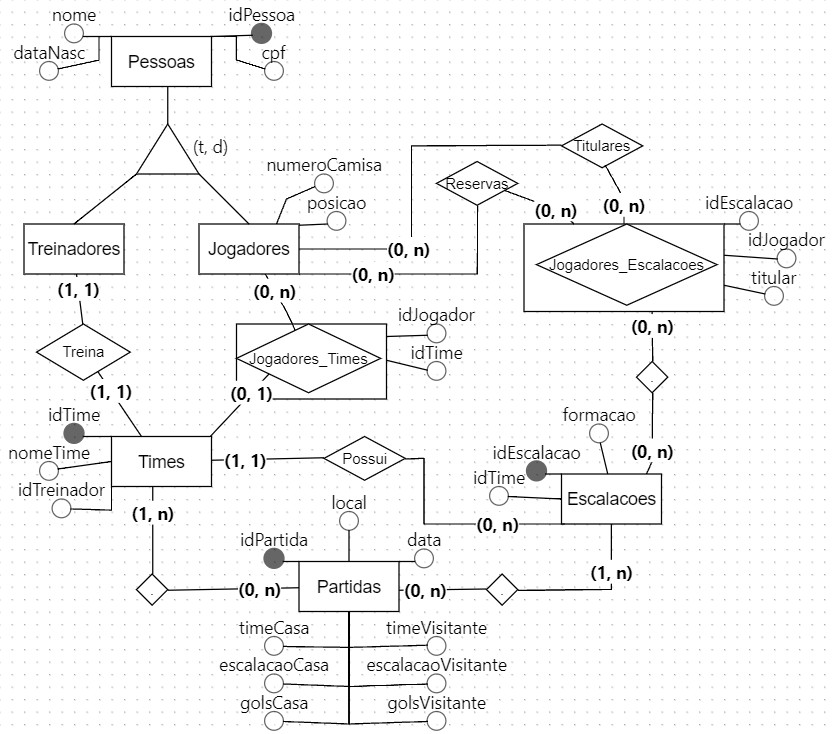 nome
idPessoa
dataNasc
cpf
Pessoas
(t, d)
Titulares
numeroCamisa
Reservas
posicao
(0, n)
(0, n)
idEscalacao
Treinadores
Jogadores
(0, n)
idJogador
Jogadores_Escalacoes
(0, n)
titular
(1, 1)
(0, n)
idJogador
(0, n)
Treina
Jogadores_Times
idTime
(1, 1)
(0, 1)
idTime
formacao
nomeTime
Times
(1, 1)
Possui
idEscalacao
(0, n)
idTime
idTreinador
Escalacoes
(1, n)
local
(0, n)
idPartida
data
(1, n)
(0, n)
Partidas
(0, n)
timeCasa
timeVisitante
escalacaoCasa
escalacaoVisitante
golsCasa
golsVisitante